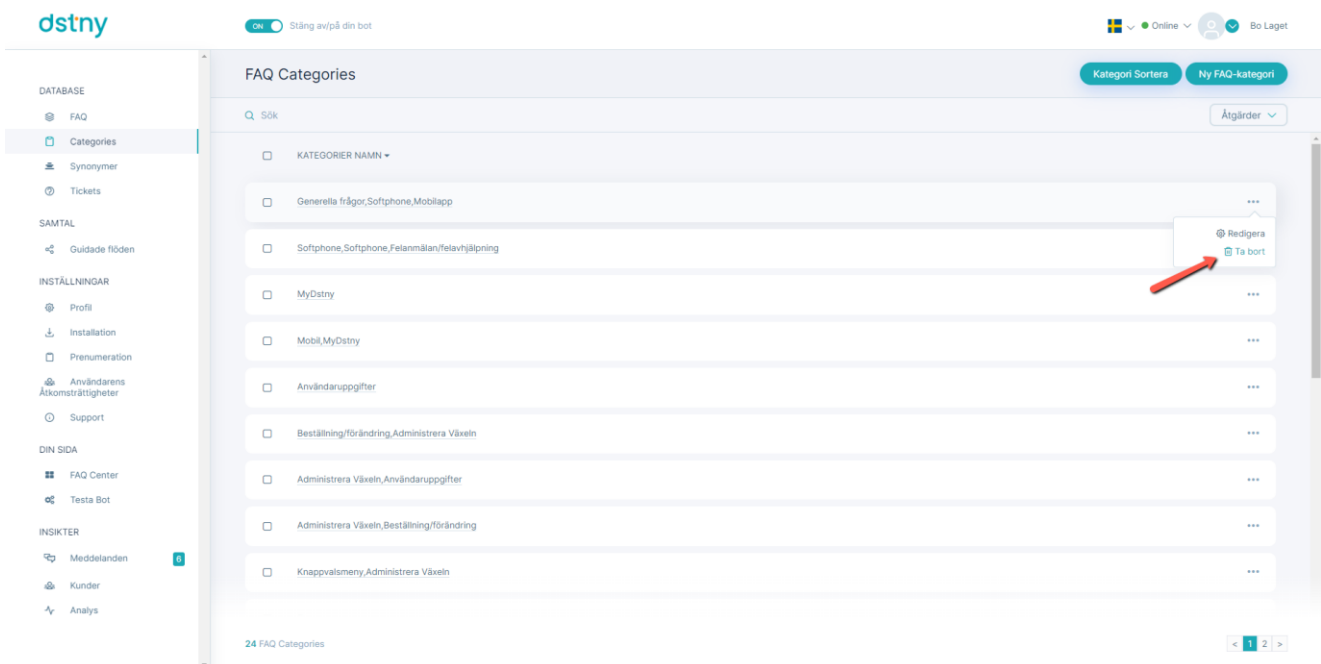 dstny
ON Stäng av/på din bot
Online
Bo Laget
DATABASE
FAQ
Categories
Synonymer
Tickets
SAMTAL
Guidade flöden
INSTÄLLNINGAR
Profil
Installation
Prenumeration
Användarens
Åtkomsträttigheter
Support
DIN SIDA
FAQ Center
Testa Bot
INSIKTER
Meddelanden 6
Kunder
Analys
FAQ Categories
Kategori Sortera
Ny FAQ-kategori
Sök
Åtgärder
KATEGORIER NAMN
Generella frågor,Softphone,Mobilapp
Redigera
Ta bort
Softphone,Softphone,Felanmälan/felavhjälpning
MyDstny
Mobil,MyDstny
Användaruppgifter
Beställning/förändring,Administrera Växeln
Administrera Växeln,Användaruppgifter
Administrera Växeln,Beställning/förändring
Knappvalsmeny,Administrera Växeln
24 FAQ Categories
< 1 2 >